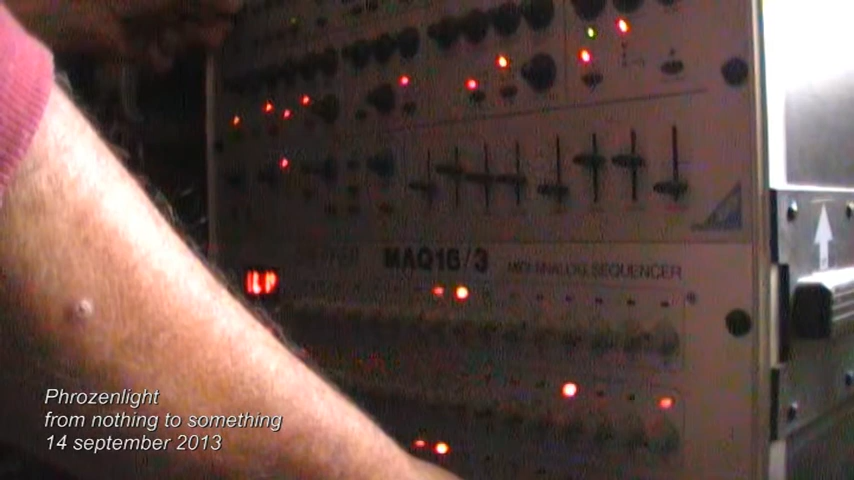 MAQ16/3 MIDI ANALOG SEQUENCER
Phrozenlight
from nothing to something
14 september 2013